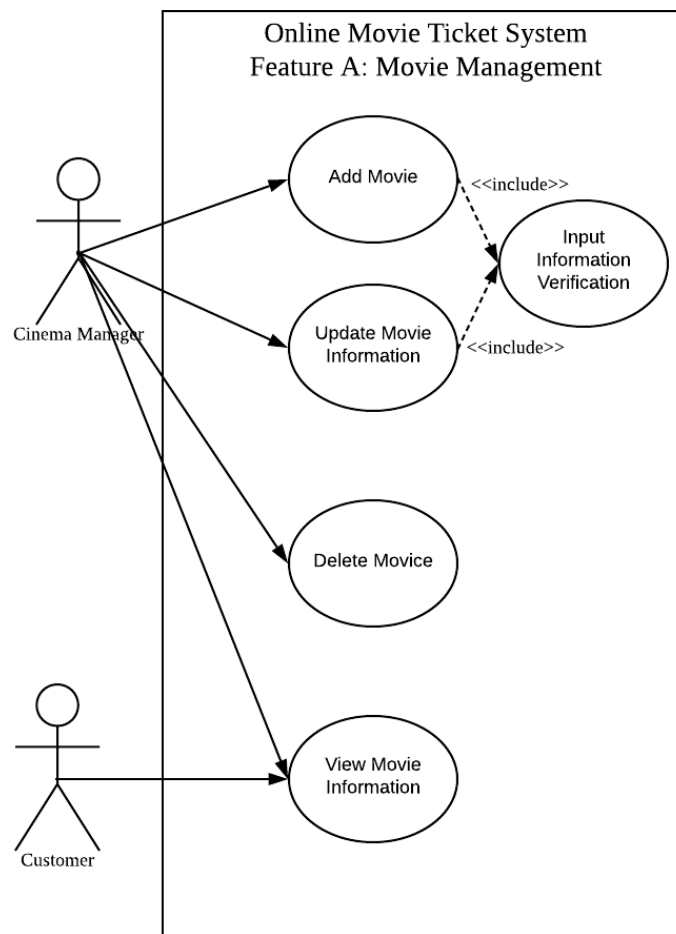 Online Movie Ticket System
Feature A: Movie Management
Add Movie
<<include>>
Input
Information
Verification
Cinema Manager
Update Movie
Information
<<include>>
Delete Movice
View Movie
Information
Customer